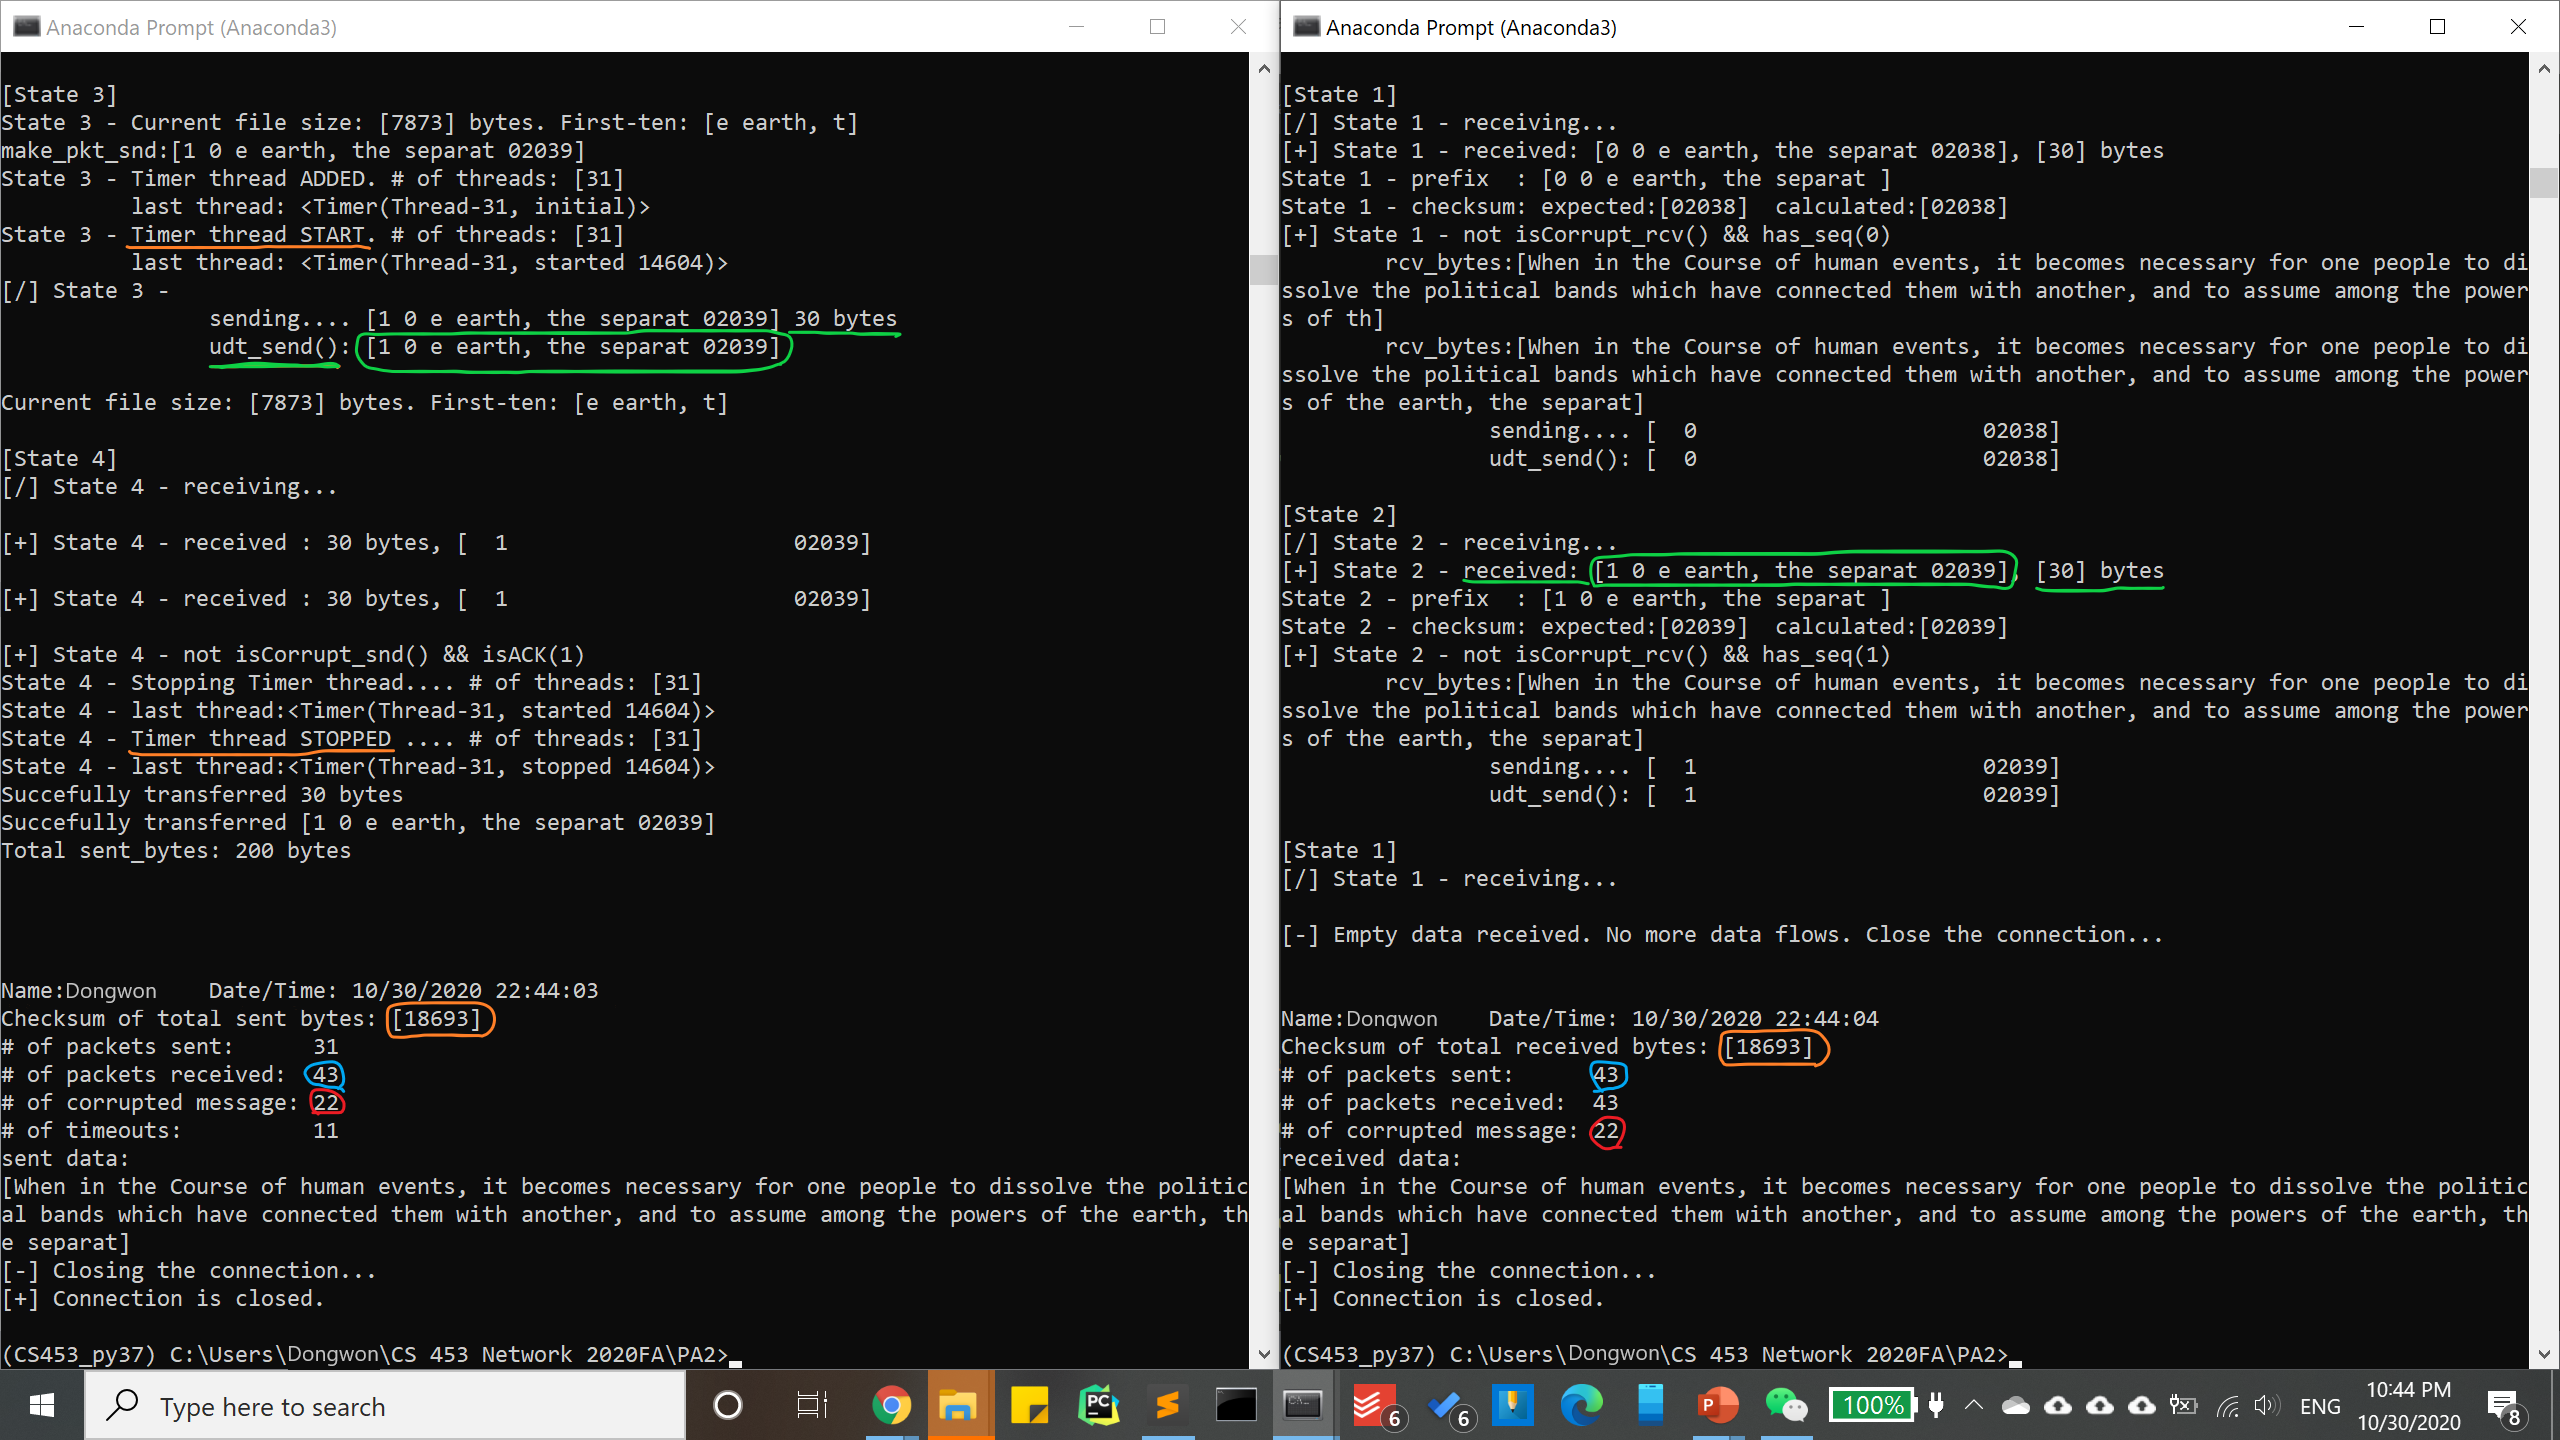 Anaconda Prompt (Anaconda3)
[State 3]
State 3 - Current file size: [7873] bytes. First-ten: [e earth, t]
make_pkt_snd:[1 0 e earth, the separat 02039]
State 3 - Timer thread ADDED. # of threads: [31]
last thread: <Timer(Thread-31, initial)>
State 3 - Timer thread START. # of threads: [31]
last thread: <Timer(Thread-31, started 14604)>
[/] State 3 -
sending.... [1 0 e earth, the separat 02039] 30 bytes
udt_send(): [1 0 e earth, the separat 02039]
Current file size: [7873] bytes. First-ten: [e earth, t]
[State 4]
[/] State 4 - receiving...
[+] State 4 - received : 30 bytes, [  1                      02039]
[+] State 4 - received : 30 bytes, [  1                      02039]
[+] State 4 - not isCorrupt_snd() && isACK(1)
State 4 - Stopping Timer thread.... # of threads: [31]
State 4 - last thread:<Timer(Thread-31, started 14604)>
State 4 - Timer thread STOPPED .... # of threads: [31]
State 4 - last thread:<Timer(Thread-31, stopped 14604)>
Succefully transferred 30 bytes
Succefully transferred [1 0 e earth, the separat 02039]
Total sent_bytes: 200 bytes
Name:Dongwon    Date/Time: 10/30/2020 22:44:03
Checksum of total sent bytes: [18693]
# of packets sent:      31
# of packets received:  43
# of corrupted message: 22
# of timeouts:          11
sent data:
[When in the Course of human events, it becomes necessary for one people to dissolve the politic
al bands which have connected them with another, and to assume among the powers of the earth, th
e separat]
[-] Closing the connection...
[+] Connection is closed.
(CS453_py37) C:\Users\Dongwon\CS 453 Network 2020FA\PA2>
Anaconda Prompt (Anaconda3)
[State 1]
[/] State 1 - receiving...
[+] State 1 - received: [0 0 e earth, the separat 02038], [30] bytes
State 1 - prefix  : [0 0 e earth, the separat ]
State 1 - checksum: expected:[02038]  calculated:[02038]
[+] State 1 - not isCorrupt_rcv() && has_seq(0)
rcv_bytes:[When in the Course of human events, it becomes necessary for one people to di
ssolve the political bands which have connected them with another, and to assume among the power
s of th]
rcv_bytes:[When in the Course of human events, it becomes necessary for one people to di
ssolve the political bands which have connected them with another, and to assume among the power
s of the earth, the separat]
sending.... [  0                      02038]
udt_send(): [  0                      02038]
[State 2]
[/] State 2 - receiving...
[+] State 2 - received: [1 0 e earth, the separat 02039], [30] bytes
State 2 - prefix  : [1 0 e earth, the separat ]
State 2 - checksum: expected:[02039]  calculated:[02039]
[+] State 2 - not isCorrupt_rcv() && has_seq(1)
rcv_bytes:[When in the Course of human events, it becomes necessary for one people to di
ssolve the political bands which have connected them with another, and to assume among the power
s of the earth, the separat]
sending.... [  1                      02039]
udt_send(): [  1                      02039]
[State 1]
[/] State 1 - receiving...
[-] Empty data received. No more data flows. Close the connection...
Name:Dongwon    Date/Time: 10/30/2020 22:44:04
Checksum of total received bytes: [18693]
# of packets sent:      43
# of packets received:  43
# of corrupted message: 22
received data:
[When in the Course of human events, it becomes necessary for one people to dissolve the politic
al bands which have connected them with another, and to assume among the powers of the earth, th
e separat]
[-] Closing the connection...
[+] Connection is closed.
(CS453_py37) C:\Users\Dongwon\CS 453 Network 2020FA\PA2>
Type here to search
PC
6
6
P
100%
ENG
10:44 PM
10/30/2020
8